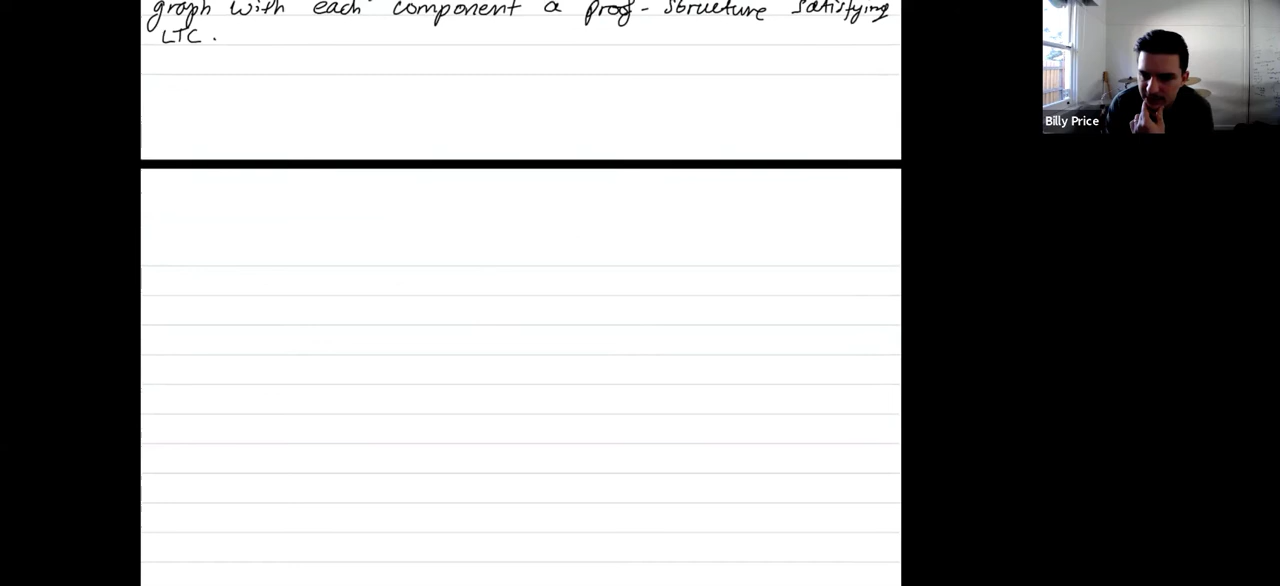 graph with each component a proof-structure satisfying
LTC.
Billy Price